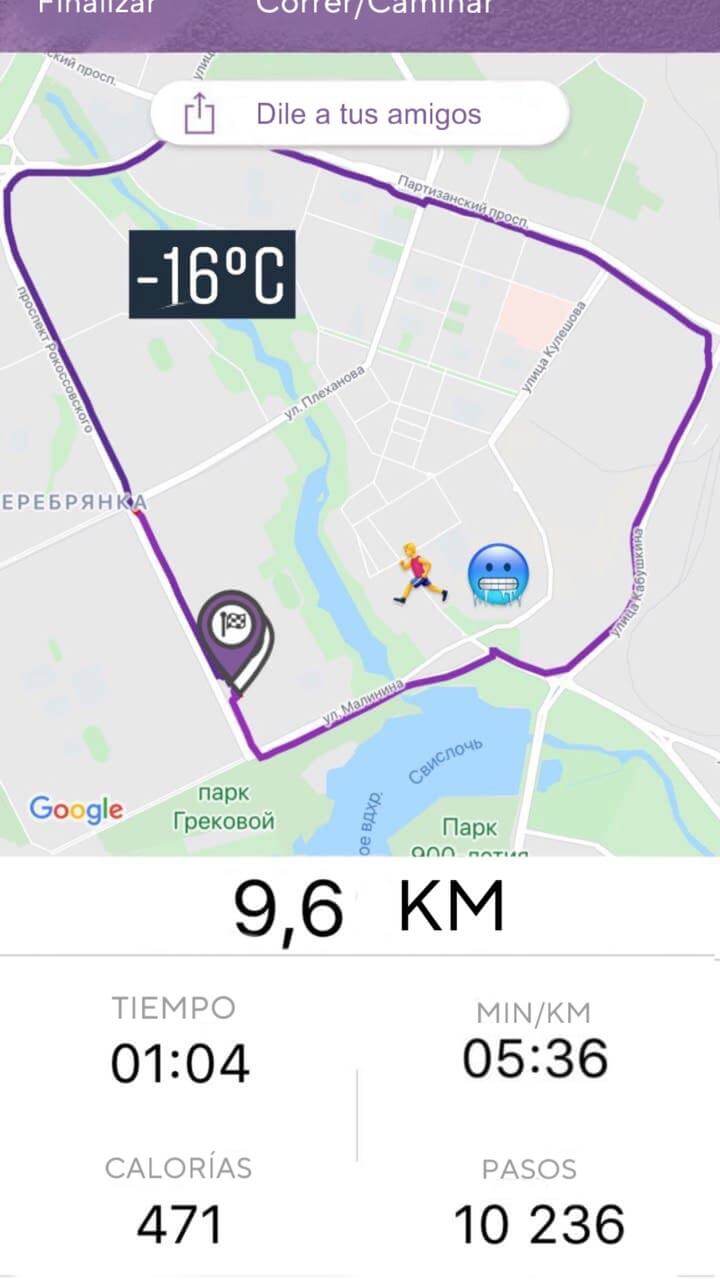 Finalizar Correr/Caminar
ский просп.
Dile a tus amigos
Партизанский просп.
-16°C
проспект Рокоссовского
улица Кулешова
ул. Плеханова
ЕРЕБРЯНКА
улица Кабушкина
ул. Малинина
Свислочь
Google
парк
Грековой
ое вдхр.
Парк
900-летия
9,6 KM
TIEMPO
01:04
MIN/KM
05:36
CALORÍAS
471
PASOS
10 236